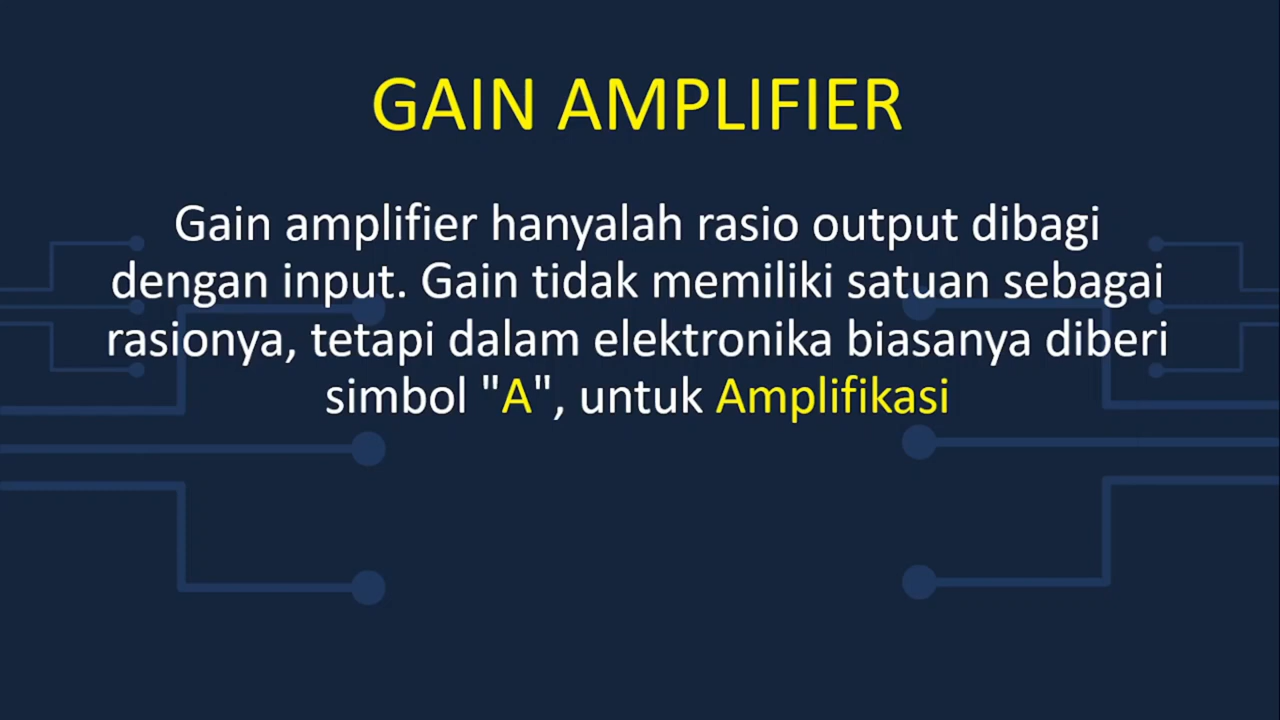 GAIN AMPLIFIER
Gain amplifier hanyalah rasio output dibagi
dengan input. Gain tidak memiliki satuan sebagai
rasionya, tetapi dalam elektronika biasanya diberi
simbol "A", untuk Amplifikasi